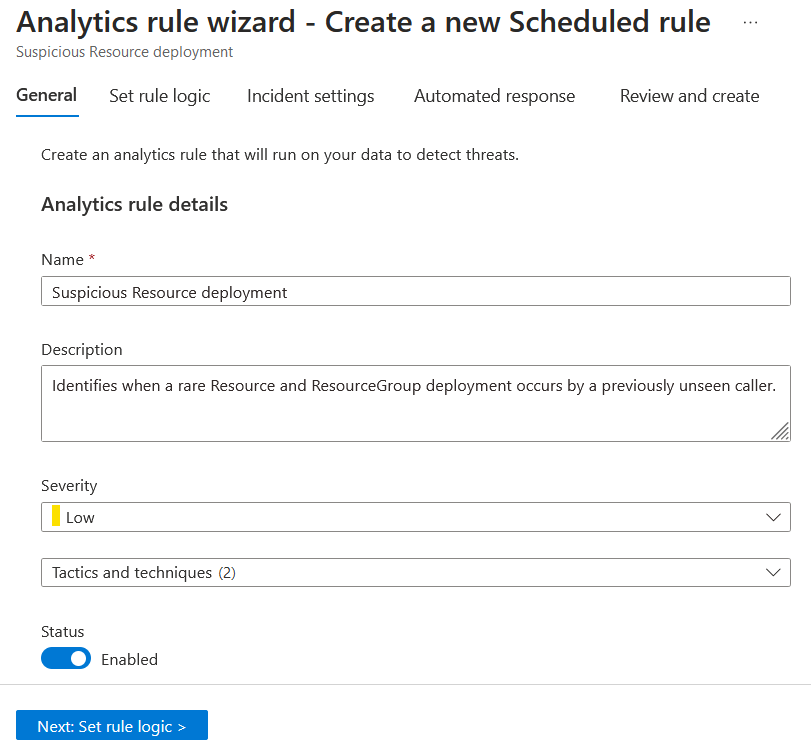 Analytics rule wizard - Create a new Scheduled rule ...
Suspicious Resource deployment
General Set rule logic Incident settings Automated response Review and create
Create an analytics rule that will run on your data to detect threats.
Analytics rule details
Name *
Suspicious Resource deployment
Description
Identifies when a rare Resource and ResourceGroup deployment occurs by a previously unseen caller.
Severity
Low
Tactics and techniques (2)
Status
Enabled
Next: Set rule logic >